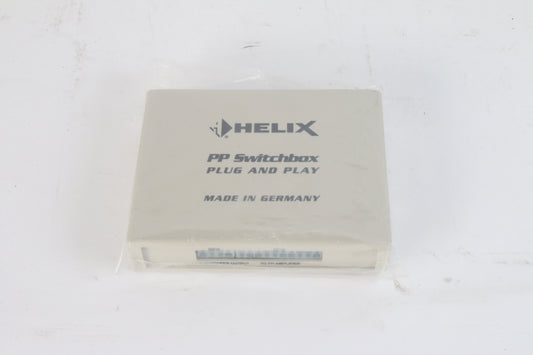 HELIX
PP Switchbox
PLUG AND PLAY
MADE IN GERMANY